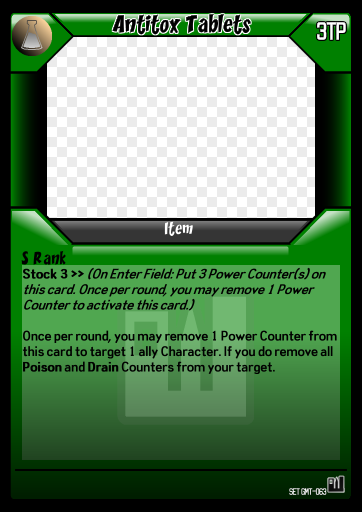 Antitox Tablets
3TP
Item
S Rank
Stock 3 >> (On Enter Field: Put 3 Power Counter(s) on
this card. Once per round, you may remove 1 Power
Counter to activate this card.)
Once per round, you may remove 1 Power Counter from
this card to target 1 ally Character. If you do remove all
Poison and Drain Counters from your target.
SET GMT-063